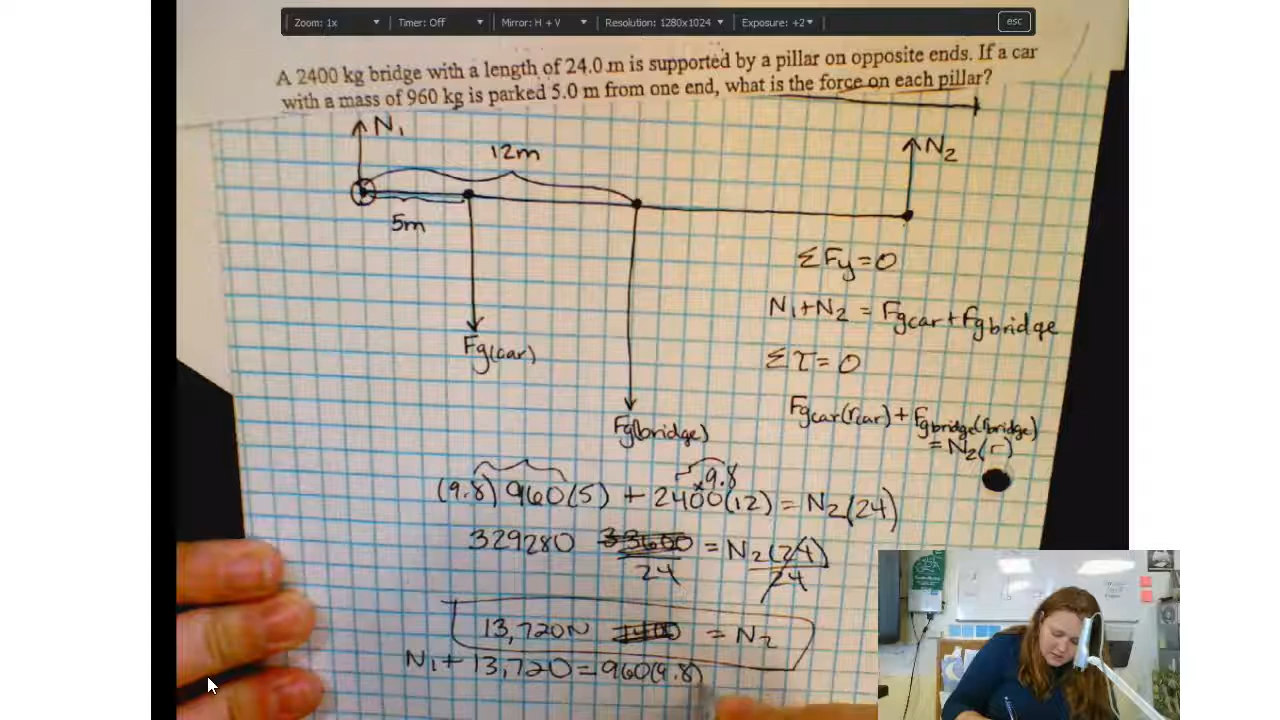 Zoom: 1x Timer: Off Mirror: H + V Resolution: 1280x1024 Exposure: +2 esc
A 2400 kg bridge with a length of 24.0 m is supported by a pillar on opposite ends. If a car
with a mass of 960 kg is parked 5.0 m from one end, what is the force on each pillar?
N₁
12m
N₂
5m
ΣFy=0
N₁+N₂ = Fgcar+Fgbridge
Fg(car)
Στ=0
Fgcar(rcar) + Fgbridge(rbridge)
= N₂(r)
Fg(bridge)
×9.8
(9.8) 960(5) + 2400(12) = N₂(24)
329280 33600 = N₂(24)
24 24
13,720N 1400 = N₂
N₁+ 13,720 = 960(9.8)